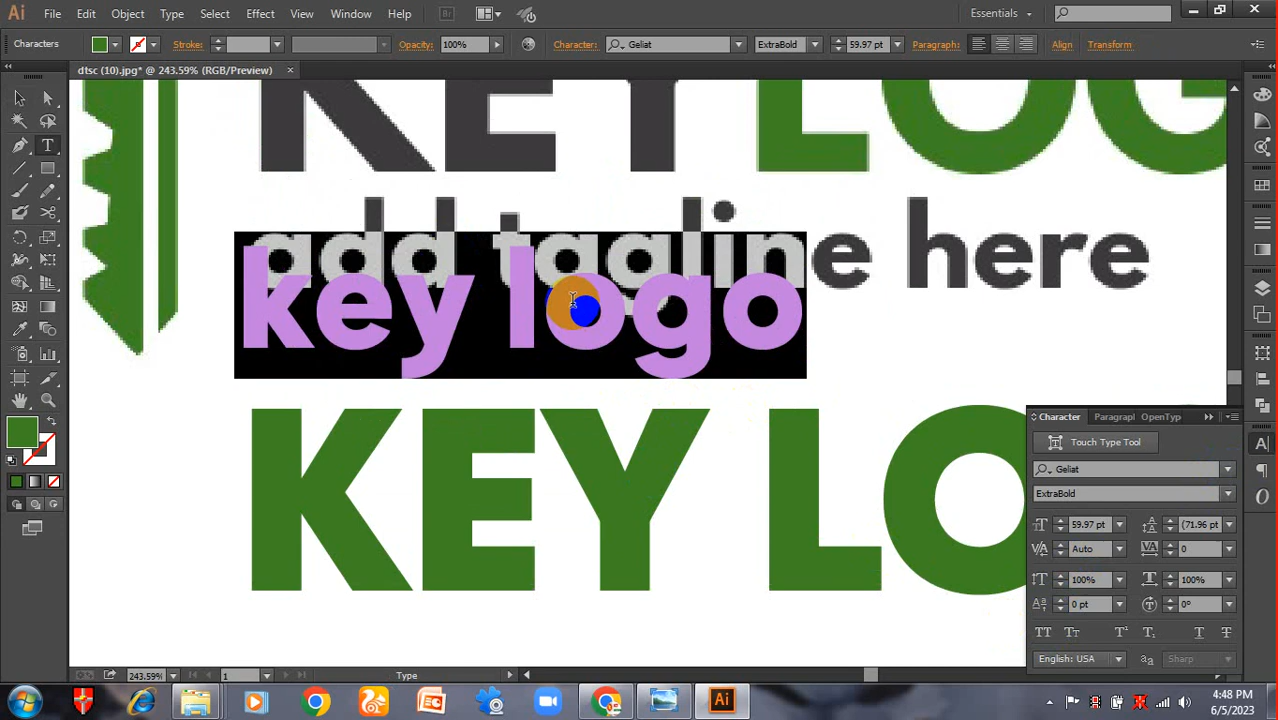 Ai File Edit Object Type Select Effect View Window Help Br Essentials
Characters Stroke: Opacity: 100% Character: Geliat ExtraBold 59.97 pt Paragraph: Align Transform
dtsc (10).jpg* @ 243.59% (RGB/Preview)
KEYLOG
add tagline here
key logo
KEY LO
Character Paragraph OpenTyp
Touch Type Tool
Geliat
ExtraBold
59.97 pt (71.96 pt
Auto 0
100% 100%
0 pt 0°
English: USA Sharp
243.59% 1 Type
4:48 PM
6/5/2023